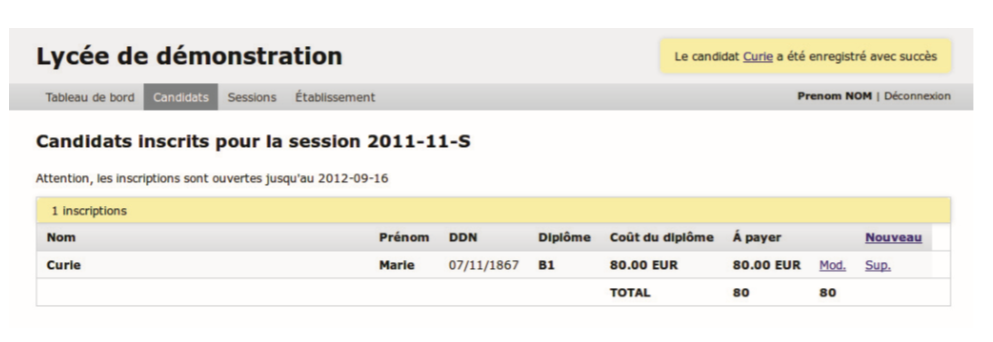 Lycée de démonstration
Le candidat Curie a été enregistré avec succès
Tableau de bord Candidats Sessions Établissement Prenom NOM | Déconnexion
Candidats inscrits pour la session 2011-11-S
Attention, les inscriptions sont ouvertes jusqu'au 2012-09-16
1 inscriptions
Nom Prénom DDN Diplôme Coût du diplôme Á payer Nouveau
Curie Marie 07/11/1867 B1 80.00 EUR 80.00 EUR Mod. Sup.
TOTAL 80 80